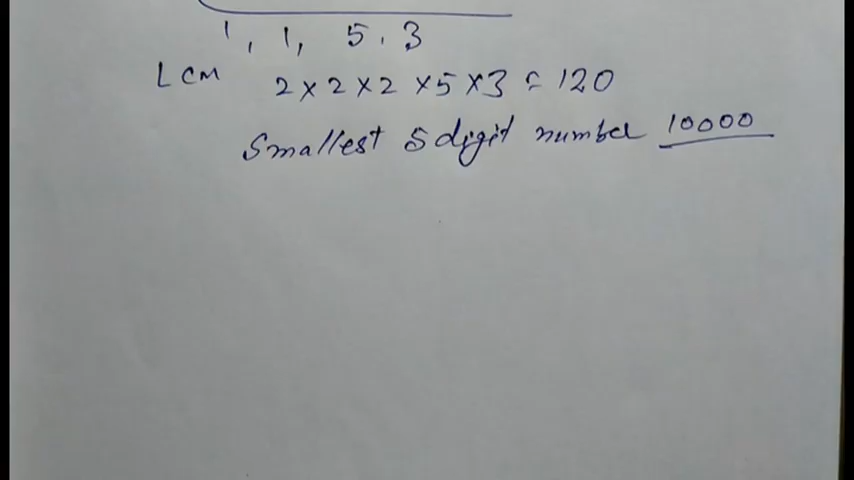 1, 1, 5, 3
LCM 2×2×2×5×3 = 120
Smallest 5 digit number 10000